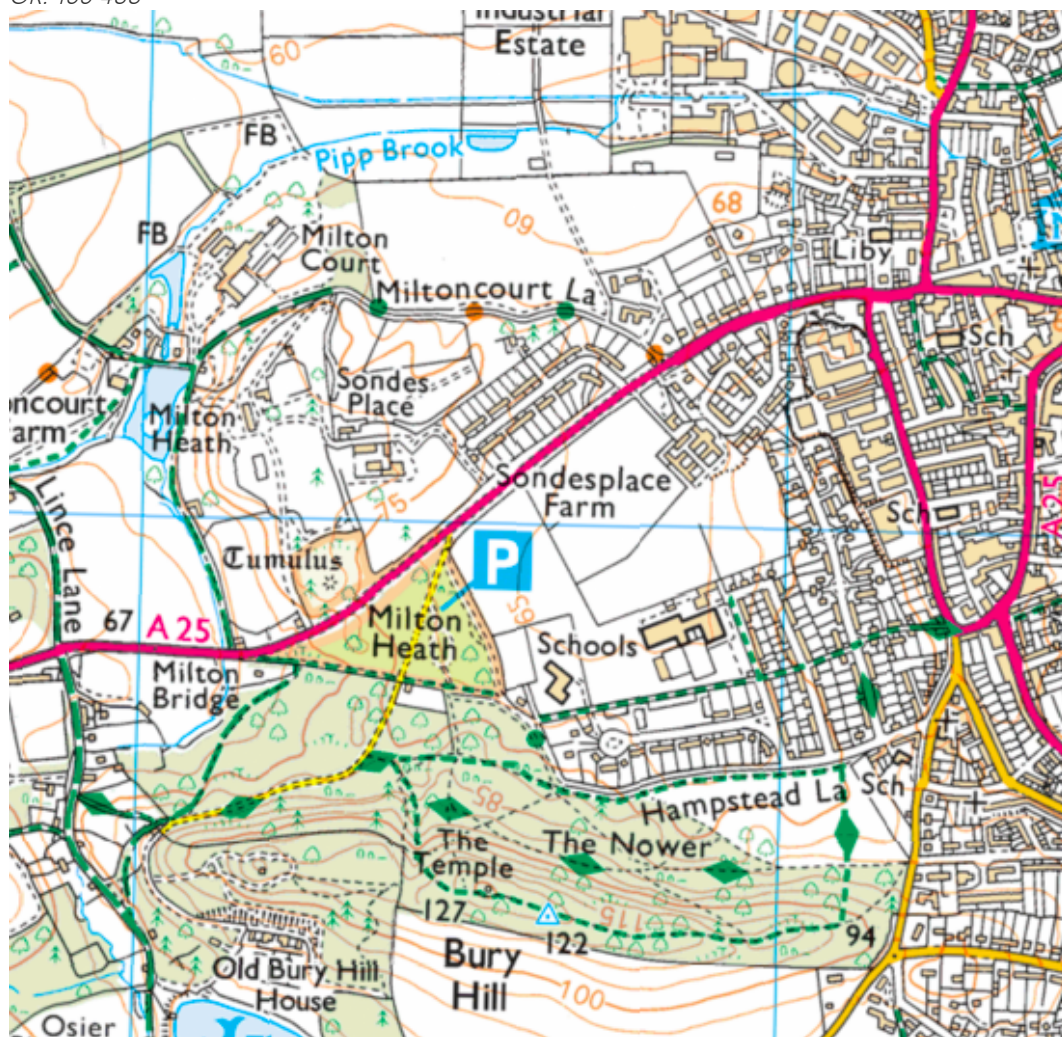 Industrial
Estate
60
FB
Pipp Brook
68
FB
60
Milton
Court
Liby
Miltoncourt La
Sch
Sondes
Place
oncourt
arm
Milton
Heath
Sondesplace
Farm
75
Sch
A 25
Lince Lane
Tumulus
P
65
67
A 25
Milton
Heath
Schools
Milton
Bridge
85
Hampstead La
Sch
The
Temple
The Nower
127
115
122
94
Bury
Hill
Old Bury Hill
House
100
Osier